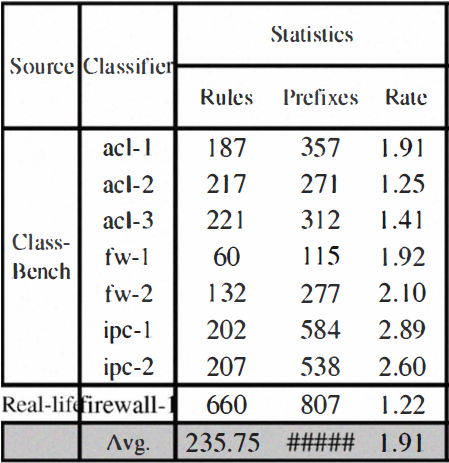 Statistics
Source Classifier
Rules Prefixes Rate
acl-1 187 357 1.91
acl-2 217 271 1.25
acl-3 221 312 1.41
Class-
Bench
fw-1 60 115 1.92
fw-2 132 277 2.10
ipc-1 202 584 2.89
ipc-2 207 538 2.60
Real-life firewall-1 660 807 1.22
Avg. 235.75 ##### 1.91